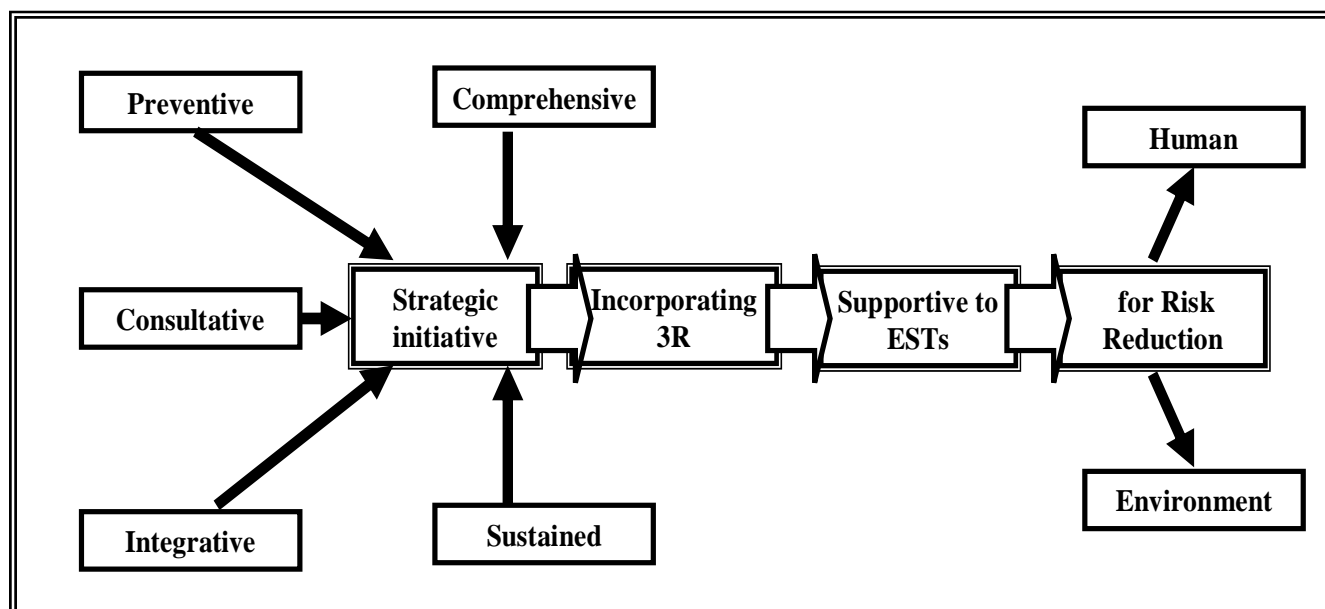 Preventive
Comprehensive
Human
Consultative
Strategic
initiative
Incorporating
3R
Supportive to
ESTs
for Risk
Reduction
Integrative
Sustained
Environment